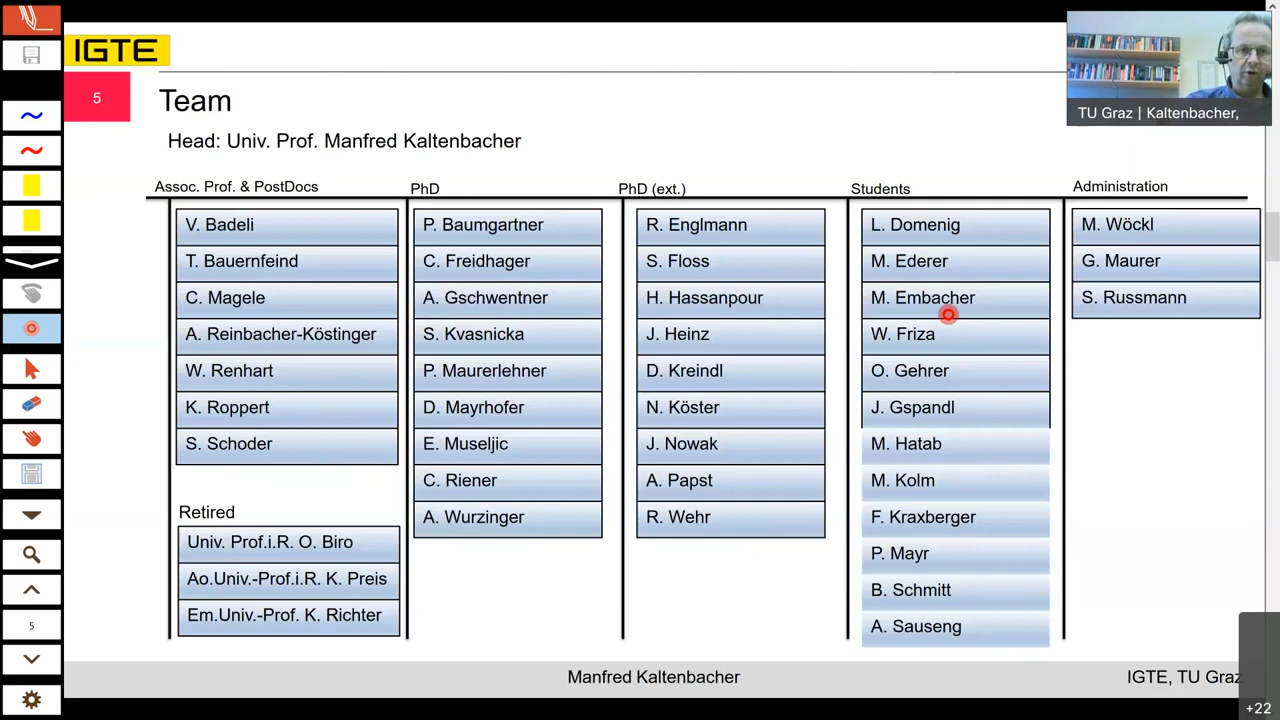 IGTE
5
Team
TU Graz | Kaltenbacher,
Head: Univ. Prof. Manfred Kaltenbacher
Assoc. Prof. & PostDocs
V. Badeli
T. Bauernfeind
C. Magele
A. Reinbacher-Köstinger
W. Renhart
K. Roppert
S. Schoder
Retired
Univ. Prof.i.R. O. Biro
Ao.Univ.-Prof.i.R. K. Preis
Em.Univ.-Prof. K. Richter
PhD
P. Baumgartner
C. Freidhager
A. Gschwentner
S. Kvasnicka
P. Maurerlehner
D. Mayrhofer
E. Museljic
C. Riener
A. Wurzinger
PhD (ext.)
R. Englmann
S. Floss
H. Hassanpour
J. Heinz
D. Kreindl
N. Köster
J. Nowak
A. Papst
R. Wehr
Students
L. Domenig
M. Ederer
M. Embacher
W. Friza
O. Gehrer
J. Gspandl
M. Hatab
M. Kolm
F. Kraxberger
P. Mayr
B. Schmitt
A. Sauseng
Administration
M. Wöckl
G. Maurer
S. Russmann
5
Manfred Kaltenbacher
IGTE, TU Graz
+22